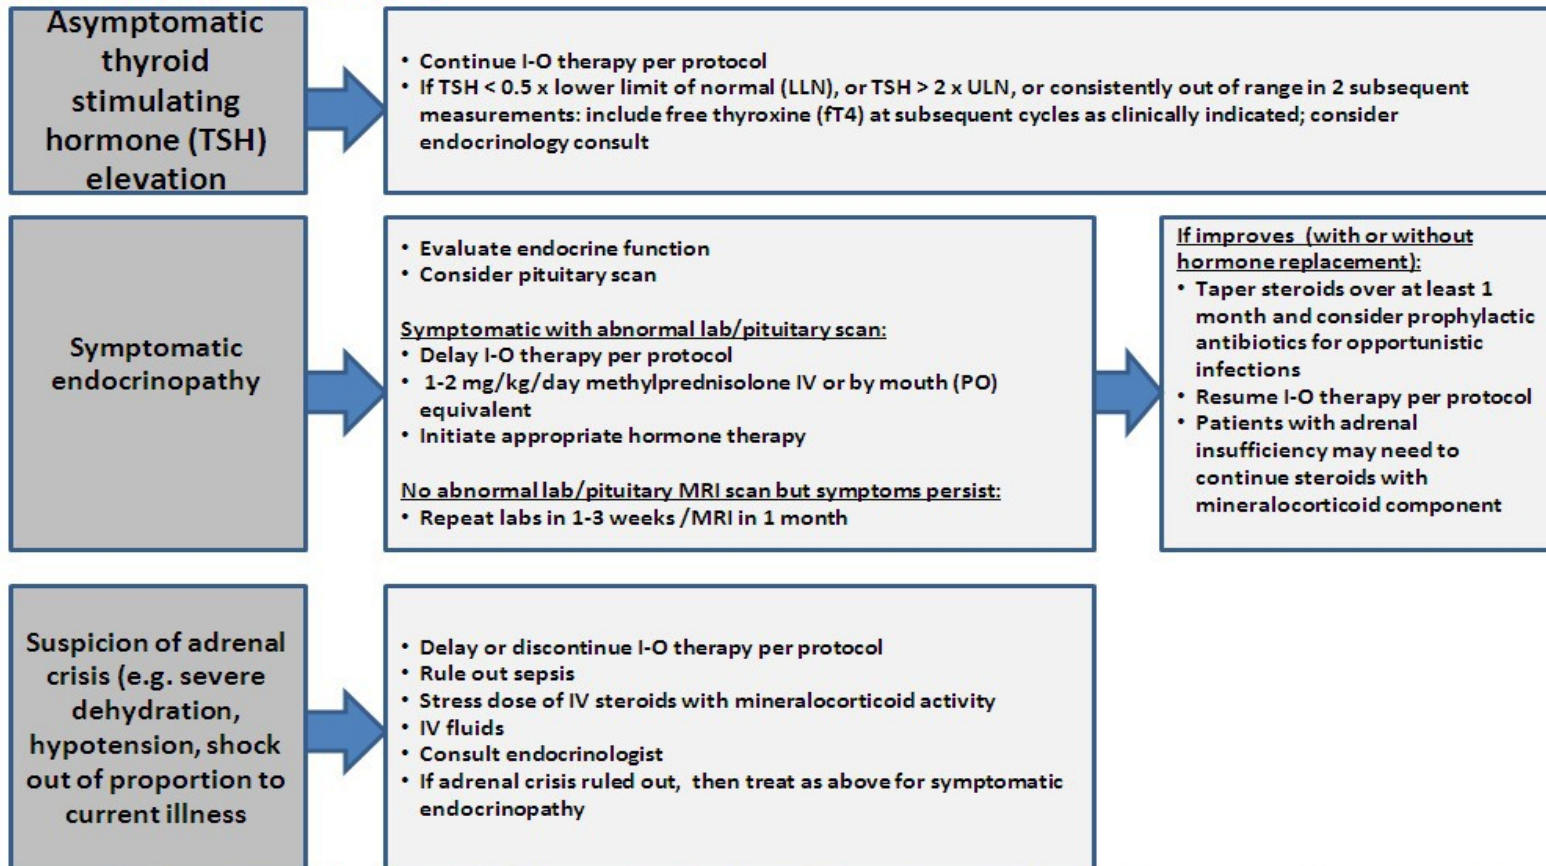 Asymptomatic
thyroid
stimulating
hormone (TSH)
elevation
• Continue I-O therapy per protocol
• If TSH < 0.5 x lower limit of normal (LLN), or TSH > 2 x ULN, or consistently out of range in 2 subsequent
measurements: include free thyroxine (fT4) at subsequent cycles as clinically indicated; consider
endocrinology consult
Symptomatic
endocrinopathy
• Evaluate endocrine function
• Consider pituitary scan
Symptomatic with abnormal lab/pituitary scan:
• Delay I-O therapy per protocol
• 1-2 mg/kg/day methylprednisolone IV or by mouth (PO)
equivalent
• Initiate appropriate hormone therapy
No abnormal lab/pituitary MRI scan but symptoms persist:
• Repeat labs in 1-3 weeks /MRI in 1 month
If improves (with or without
hormone replacement):
• Taper steroids over at least 1
month and consider prophylactic
antibiotics for opportunistic
infections
• Resume I-O therapy per protocol
• Patients with adrenal
insufficiency may need to
continue steroids with
mineralocorticoid component
Suspicion of adrenal
crisis (e.g. severe
dehydration,
hypotension, shock
out of proportion to
current illness
• Delay or discontinue I-O therapy per protocol
• Rule out sepsis
• Stress dose of IV steroids with mineralocorticoid activity
• IV fluids
• Consult endocrinologist
• If adrenal crisis ruled out, then treat as above for symptomatic
endocrinopathy